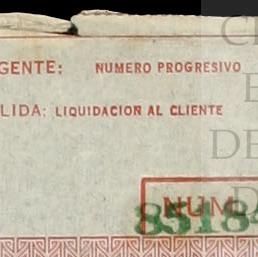 GENTE: NUMERO PROGRESIVO
LIDA: LIQUIDACION AL CLIENTE
NUM.
8518